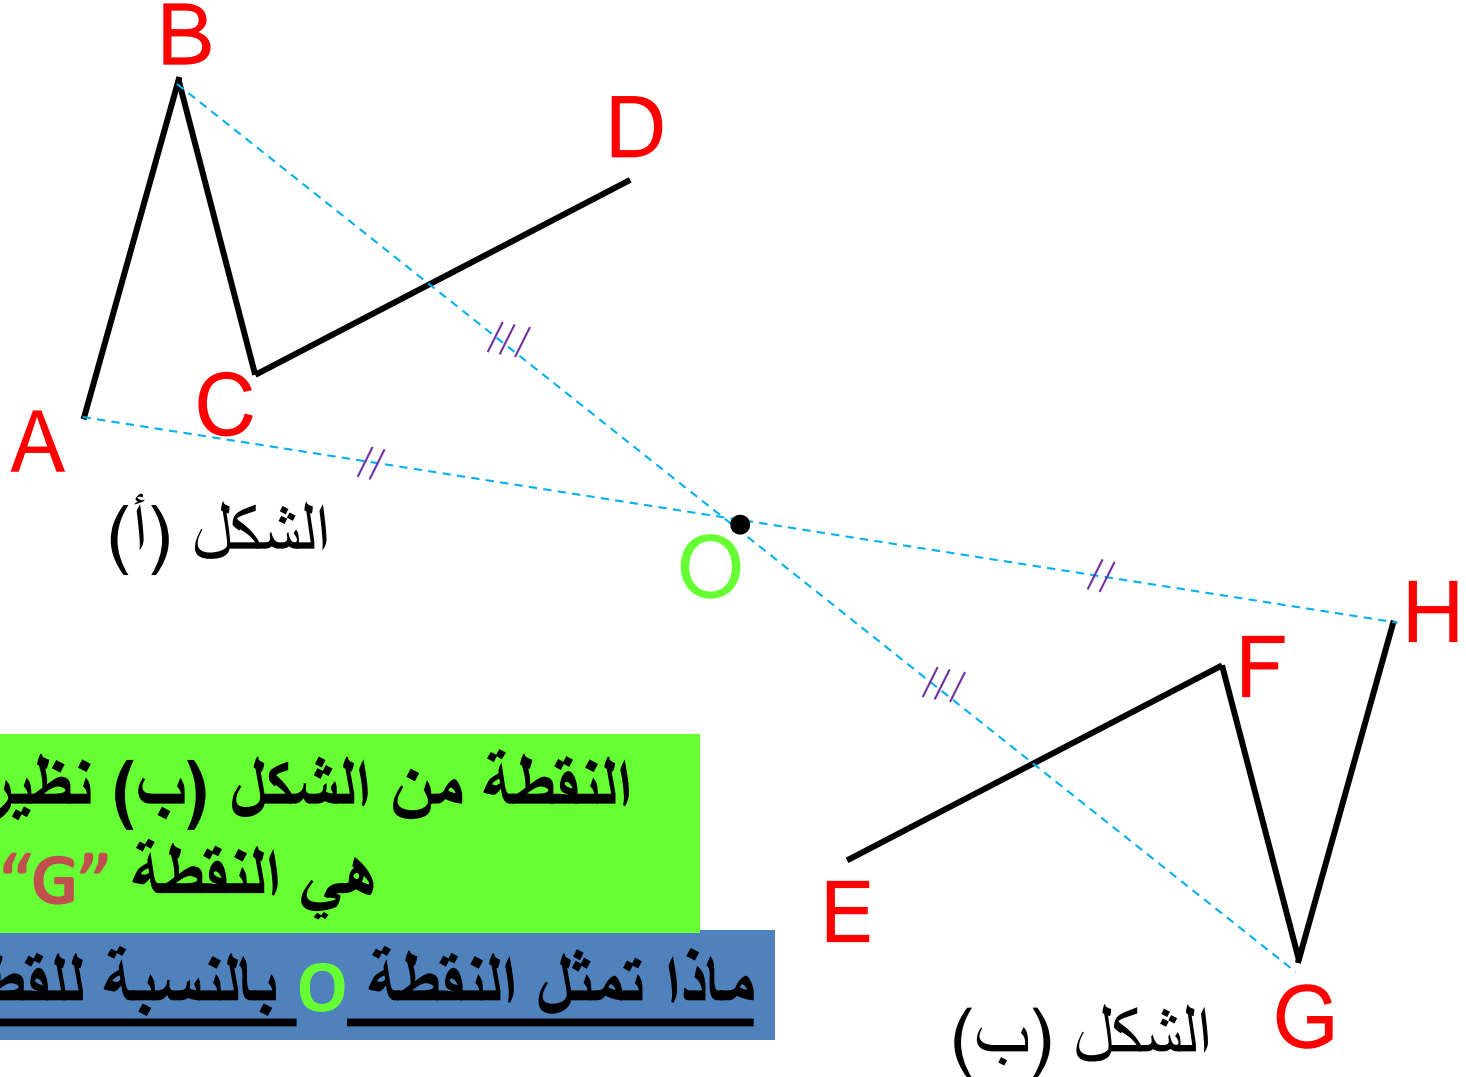 B
D
C
A
الشكل (أ)
O
H
F
النقطة من الشكل (ب) نظير
هي النقطة “G”
E
ماذا تمثل النقطة O بالنسبة
G
الشكل (ب)